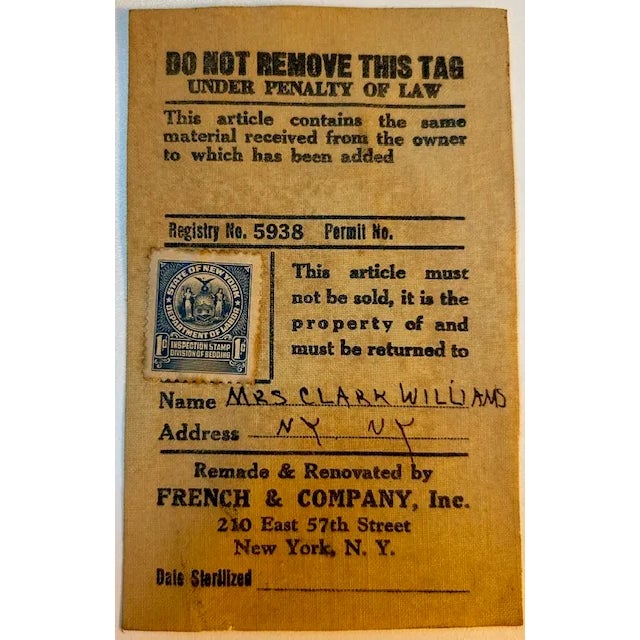 DO NOT REMOVE THIS TAG
UNDER PENALTY OF LAW
This article contains the same
material received from the owner
to which has been added
Registry No. 5938 Permit No.
STATE OF NEW YORK
DEPARTMENT OF LABOR
1c 1c
INSPECTION STAMP
DIVISION OF BEDDING
This article must
not be sold, it is the
property of and
must be returned to
Name MRS CLARK WILLIAMS
Address NY NY
Remade & Renovated by
FRENCH & COMPANY, Inc.
210 East 57th Street
New York, N. Y.
Date Sterilized